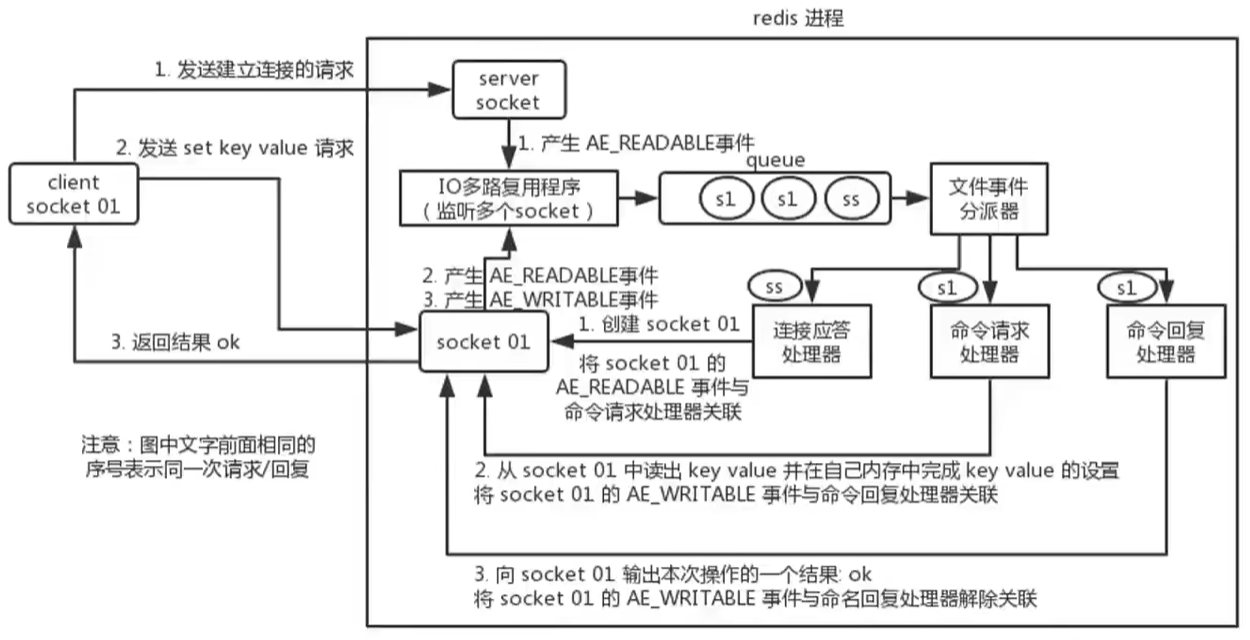 redis 进程
1. 发送建立连接的请求
server
socket
2. 发送 set key value 请求
1. 产生 AE_READABLE事件
queue
client
socket 01
IO多路复用程序
（监听多个socket）
s1
s1
ss
文件事件
分派器
2. 产生 AE_READABLE事件
3. 产生 AE_WRITABLE事件
ss
s1
s1
1. 创建 socket 01
socket 01
连接应答
处理器
命令请求
处理器
命令回复
处理器
3. 返回结果 ok
将 socket 01 的
AE_READABLE 事件与
命令请求处理器关联
注意：图中文字前面相同的
序号表示同一次请求/回复
2. 从 socket 01 中读出 key value 并在自己内存中完成 key value 的设置
将 socket 01 的 AE_WRITABLE 事件与命令回复处理器关联
3. 向 socket 01 输出本次操作的一个结果: ok
将 socket 01 的 AE_WRITABLE 事件与命名回复处理器解除关联